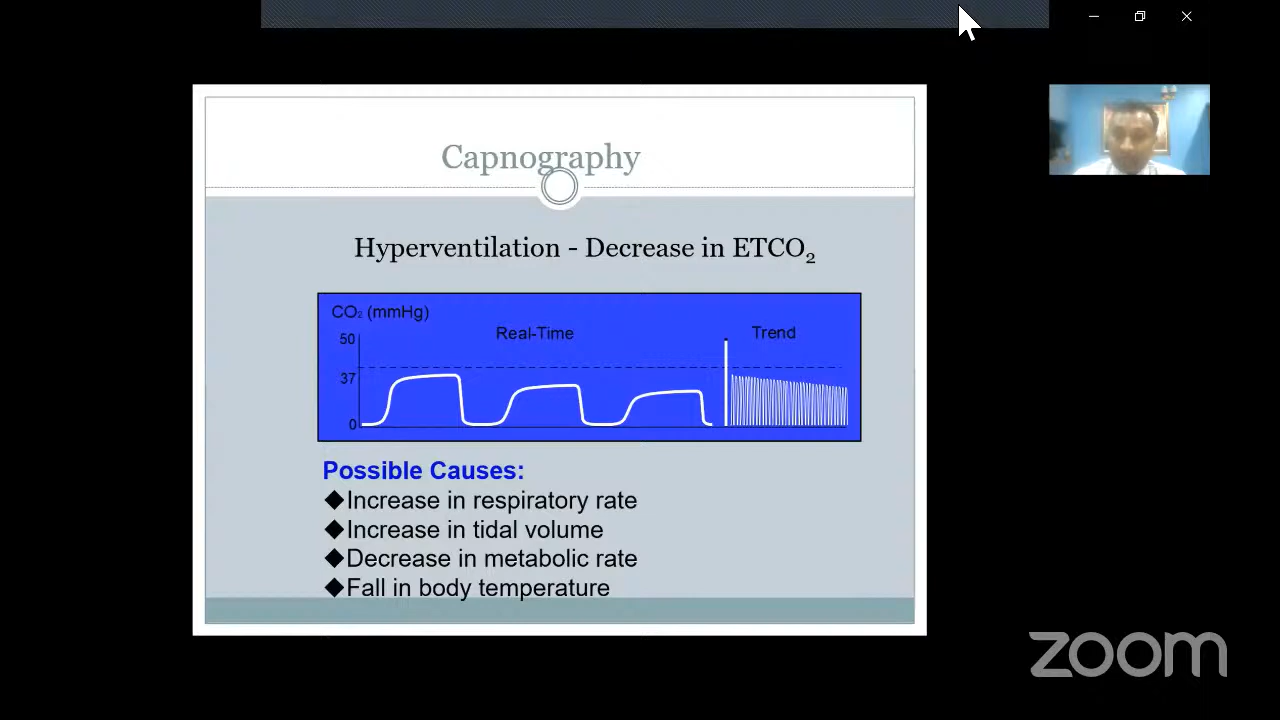 Capnography
Hyperventilation - Decrease in ETCO₂
CO₂ (mmHg)
Real-Time
Trend
50
37
0
Possible Causes:
◆Increase in respiratory rate
◆Increase in tidal volume
◆Decrease in metabolic rate
◆Fall in body temperature
zoom